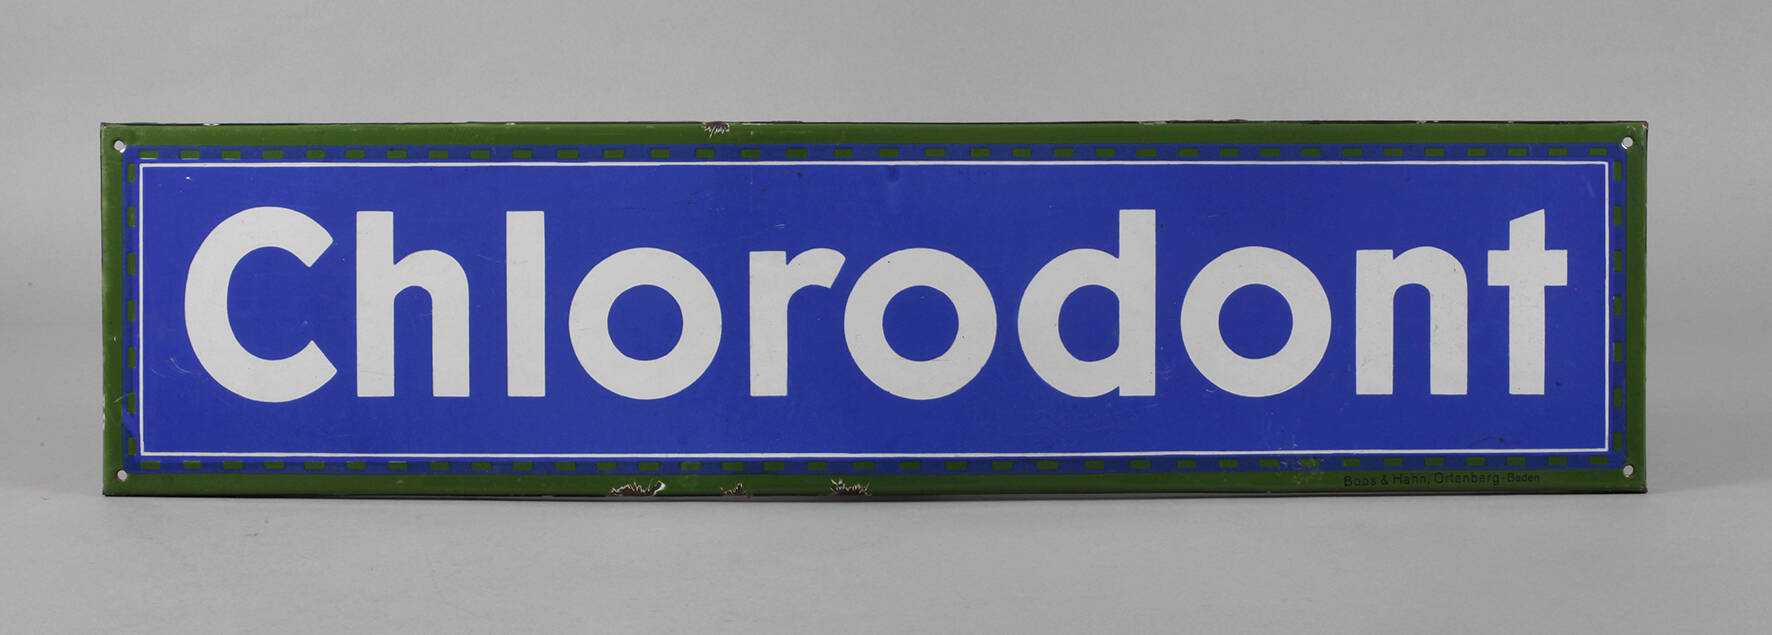 Chlorodont
Boos & Hahn, Ortenberg-Baden